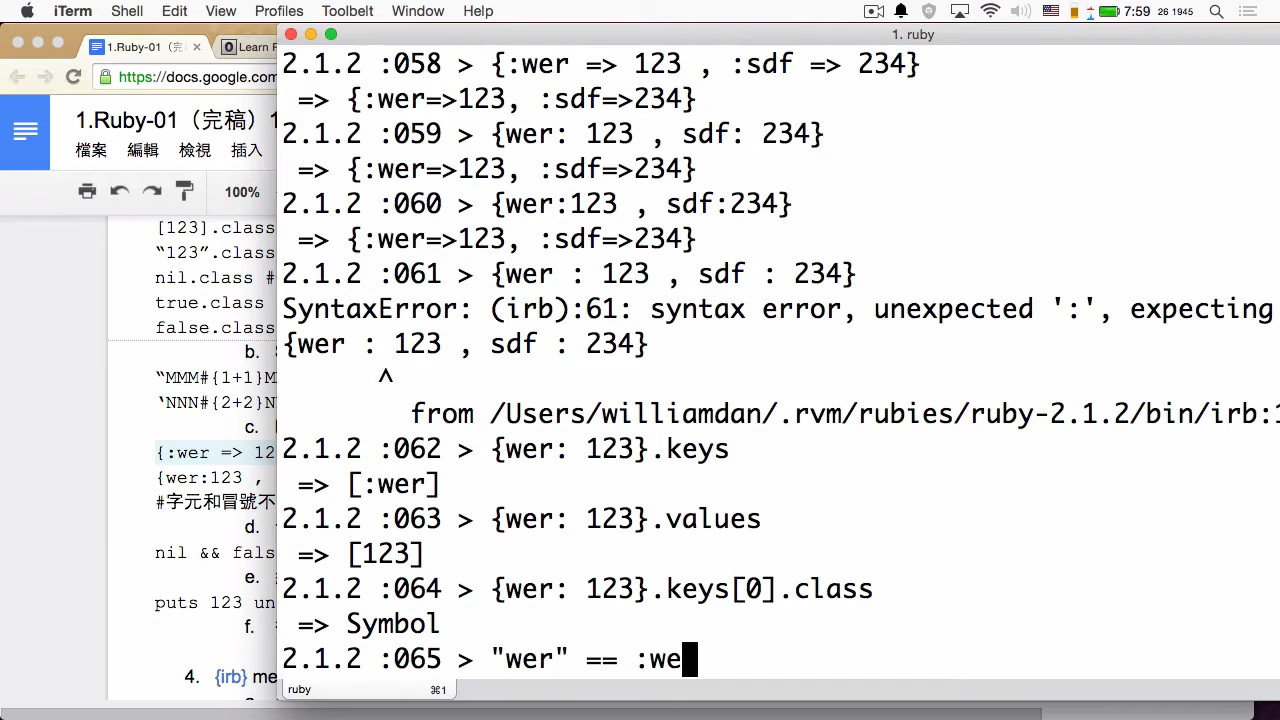 iTerm Shell Edit View Profiles Toolbelt Window Help 7:59 26 1945
1.Ruby-01（完 Learn
https://docs.google.com
1.Ruby-01（完稿）1
檔案 編輯 檢視 插入
100%
[123].class
“123”.class
nil.class #
true.class
false.class
b.
“MMM#{1+1}M
‘NNN#{2+2}N
c.
{:wer => 12
{wer:123 ,
#字元和冒號不
d.
nil && fals
e.
puts 123 un
f.
4. {irb} me
1. ruby
2.1.2 :058 > {:wer => 123 , :sdf => 234}
=> {:wer=>123, :sdf=>234}
2.1.2 :059 > {wer: 123 , sdf: 234}
=> {:wer=>123, :sdf=>234}
2.1.2 :060 > {wer:123 , sdf:234}
=> {:wer=>123, :sdf=>234}
2.1.2 :061 > {wer : 123 , sdf : 234}
SyntaxError: (irb):61: syntax error, unexpected ':', expecting
{wer : 123 , sdf : 234}
^
from /Users/williamdan/.rvm/rubies/ruby-2.1.2/bin/irb:1
2.1.2 :062 > {wer: 123}.keys
=> [:wer]
2.1.2 :063 > {wer: 123}.values
=> [123]
2.1.2 :064 > {wer: 123}.keys[0].class
=> Symbol
2.1.2 :065 > "wer" == :we
ruby ⌘1